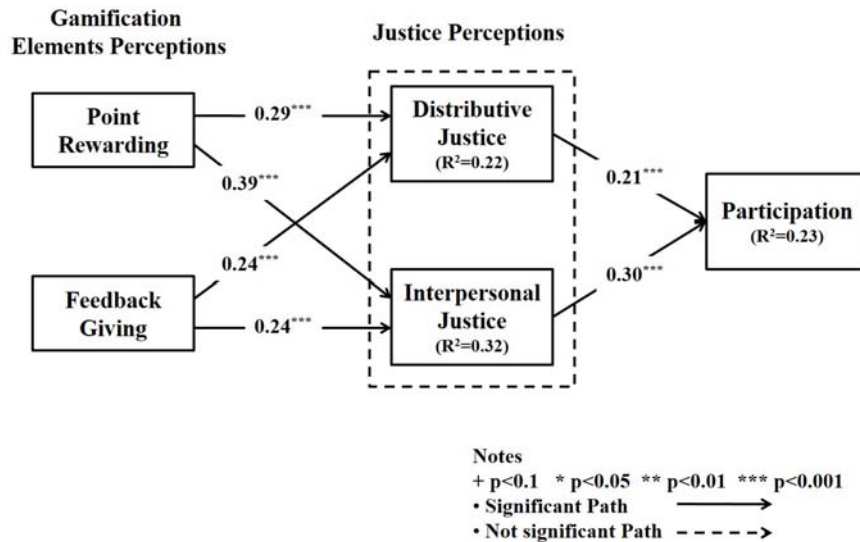 Gamification
Elements Perceptions
Justice Perceptions
Point
Rewarding
0.29***
Distributive
Justice
(R²=0.22)
0.39***
0.21***
Participation
(R²=0.23)
0.24***
0.30***
Feedback
Giving
0.24***
Interpersonal
Justice
(R²=0.32)
Notes
+ p<0.1 * p<0.05 ** p<0.01 *** p<0.001
• Significant Path
• Not significant Path